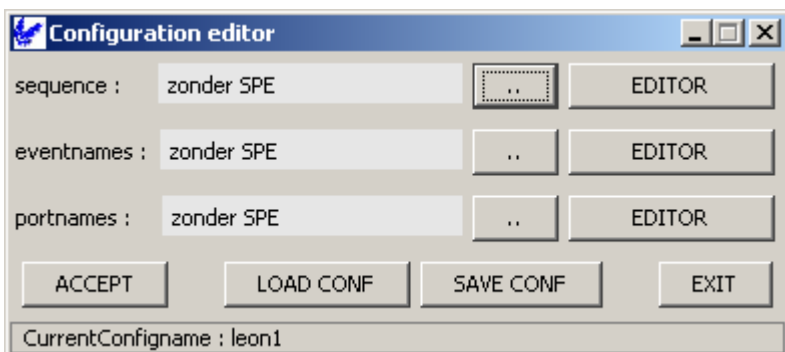 Configuration editor
sequence : zonder SPE .. EDITOR
eventnames : zonder SPE .. EDITOR
portnames : zonder SPE .. EDITOR
ACCEPT LOAD CONF SAVE CONF EXIT
CurrentConfigname : leon1